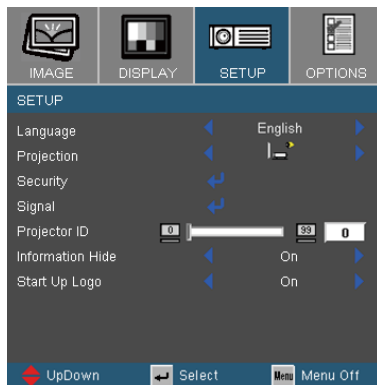 IMAGE DISPLAY SETUP OPTIONS
SETUP
Language English
Projection
Security
Signal
Projector ID 0 99 0
Information Hide On
Start Up Logo On
UpDown Select Menu Menu Off